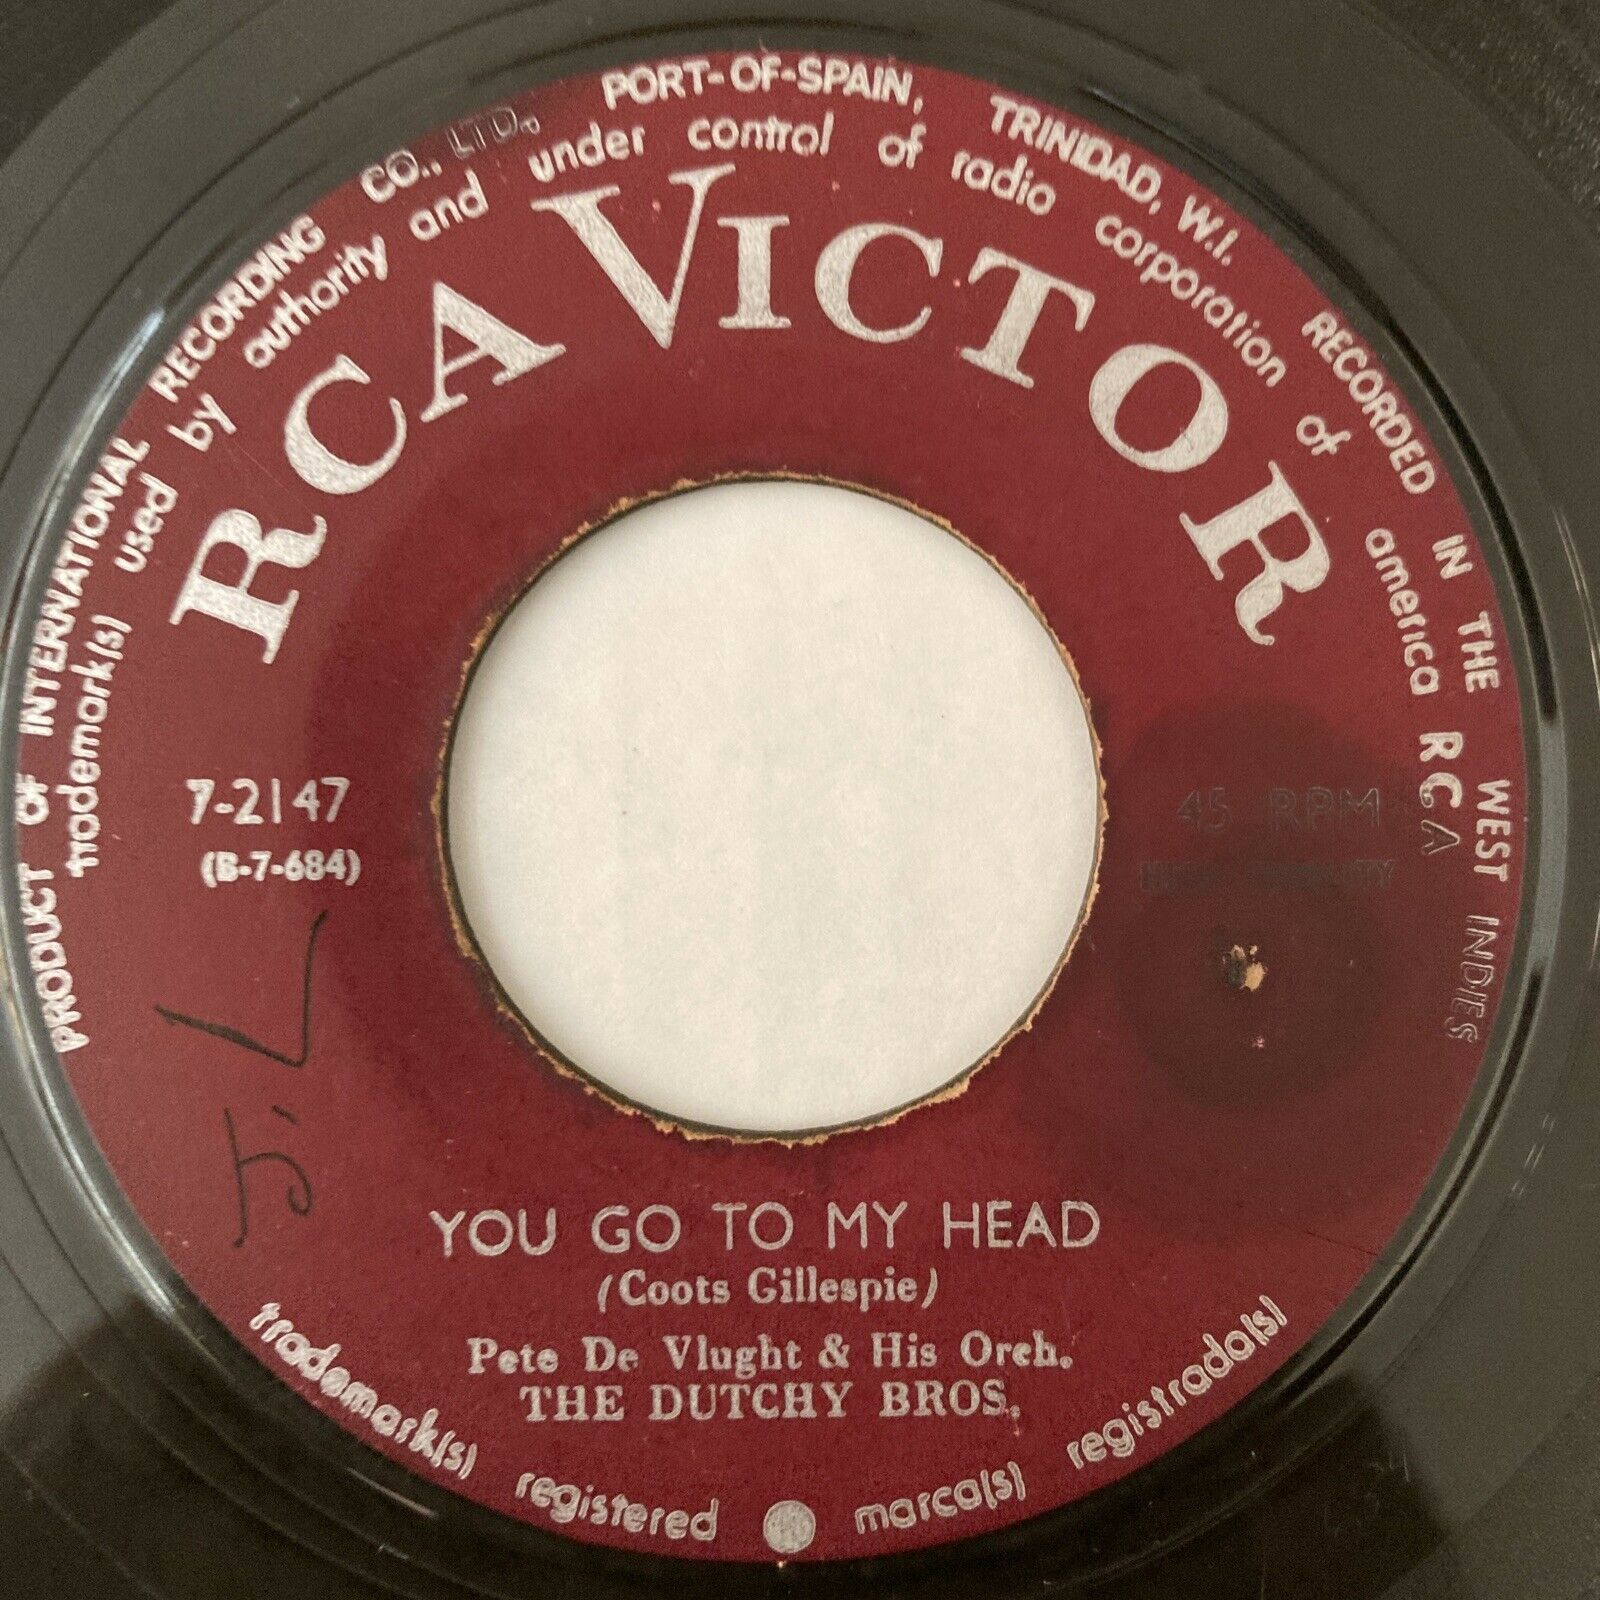 PRODUCT OF INTERNATIONAL RECORDING CO., LTD. PORT-OF-SPAIN, TRINIDAD, W.I. RECORDED IN THE WEST INDIES
trademark(s) used by authority and under control of radio corporation of america RCA
RCA VICTOR
7-2147
(B-7-684)
45 RPM
HIGH FIDELITY
J.L
YOU GO TO MY HEAD
(Coots Gillespie)
Pete De Vlught & His Orch.
THE DUTCHY BROS.
trademark(s) registered ● marca(s) registrada(s)